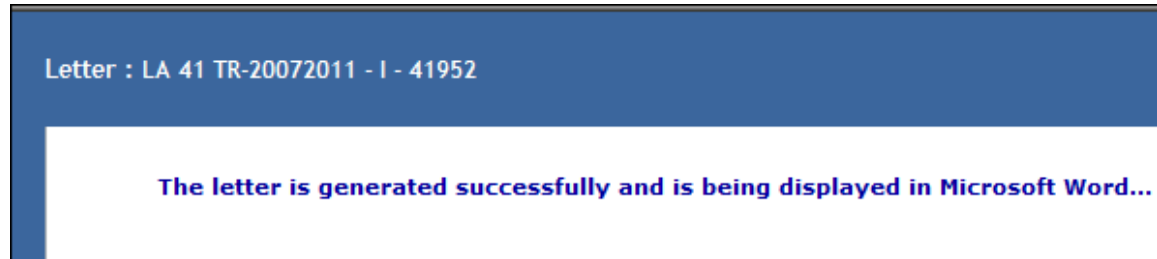 Letter : LA 41 TR-20072011 - I - 41952
The letter is generated successfully and is being displayed in Microsoft Word...